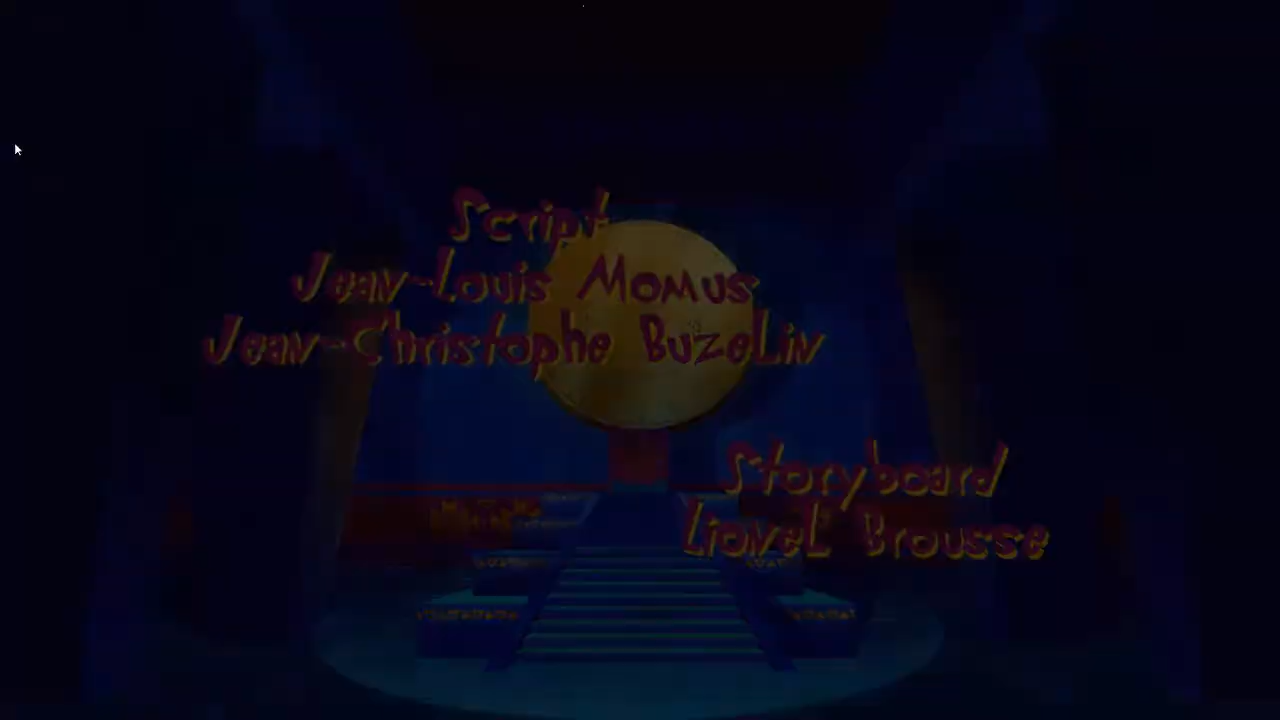 Script
Jean-Louis Momus
Jean-Christophe Buzelin
Storyboard
Lionel Brousse